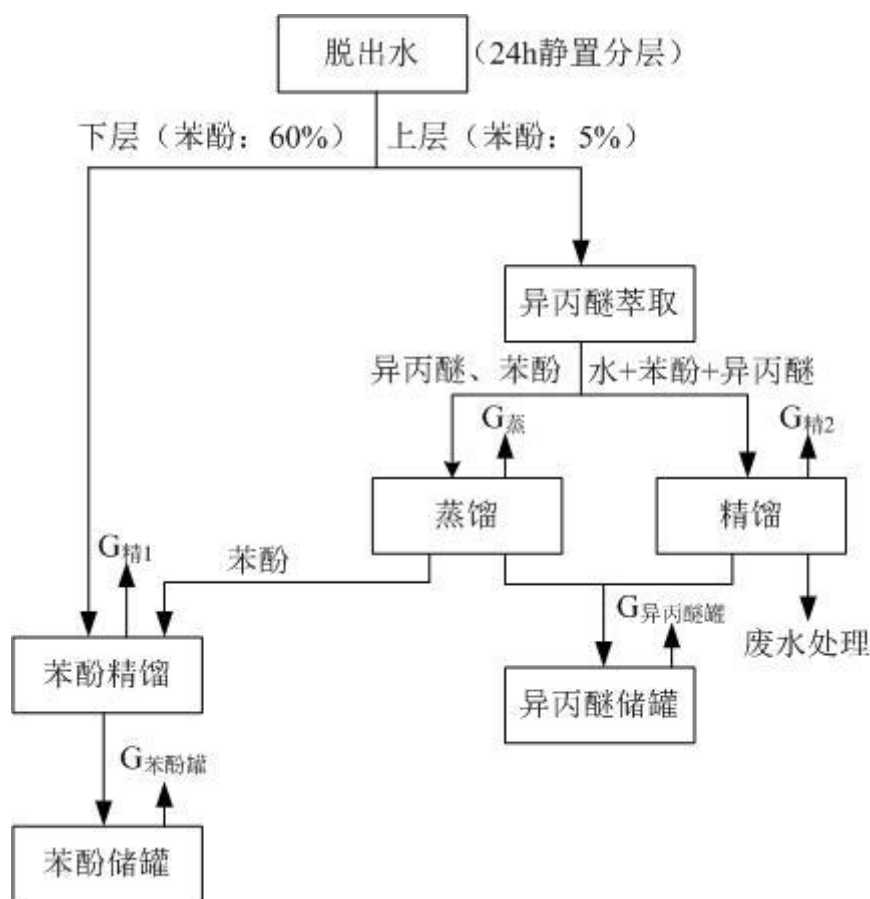 脱出水 (24h静置分层)
下层(苯酚:60%) 上层(苯酚:5%)
异丙醚萃取
异丙醚、苯酚 水+苯酚+异丙醚
G蒸 G精2
蒸馏 精馏
G精1 苯酚
G异丙醚罐
废水处理
苯酚精馏 异丙醚储罐
G苯酚罐
苯酚储罐